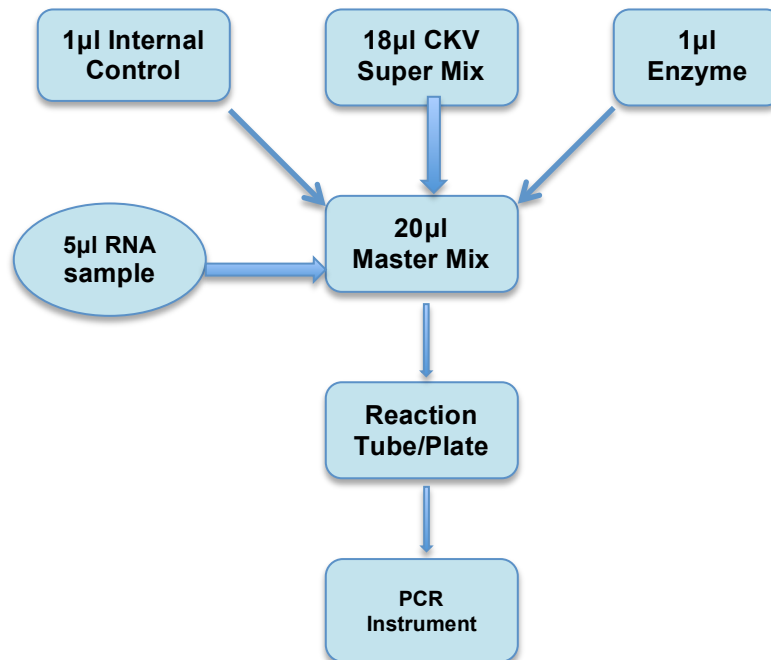 1µl Internal
Control
18µl CKV
Super Mix
1µl
Enzyme
5µl RNA
sample
20µl
Master Mix
Reaction
Tube/Plate
PCR
Instrument